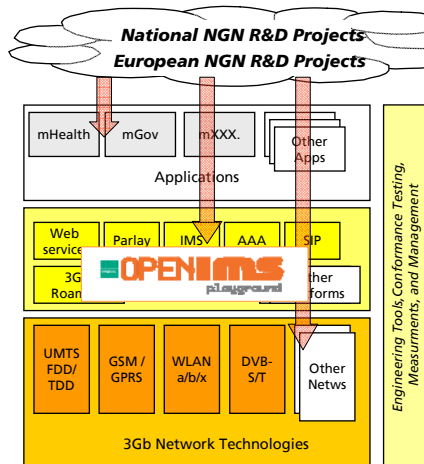 National NGN R&D Projects
European NGN R&D Projects
mHealth
mGov
mXXX.
Other
Apps
Applications
Web
service
Parlay
IMS
AAA
SIP
3G
Roam
ther
forms
OPENIMS
playground
UMTS
FDD/
TDD
GSM /
GPRS
WLAN
a/b/x
DVB-
S/T
Other
Netws
3Gb Network Technologies
Engineering Tools, Conformance Testing,
Measurments, and Management